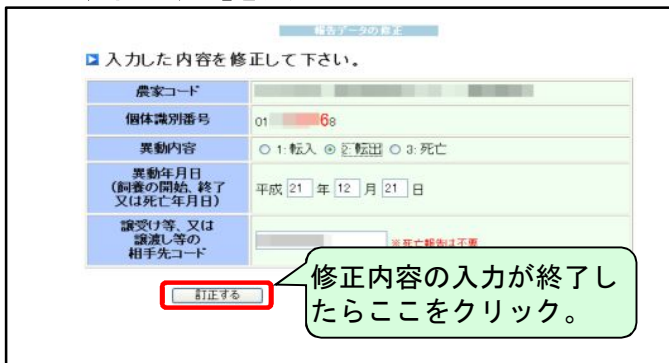 報告データの修正
入力した内容を修正して下さい。
農家コード
個体識別番号
01 68
異動内容
1:転入 2:転出 3:死亡
異動年月日
(飼養の開始、終了
又は死亡年月日)
平成 21 年 12 月 21 日
譲受け等、又は
譲渡し等の
相手先コード
※死亡報告は不要
訂正する
修正内容の入力が終了し
たらここをクリック。